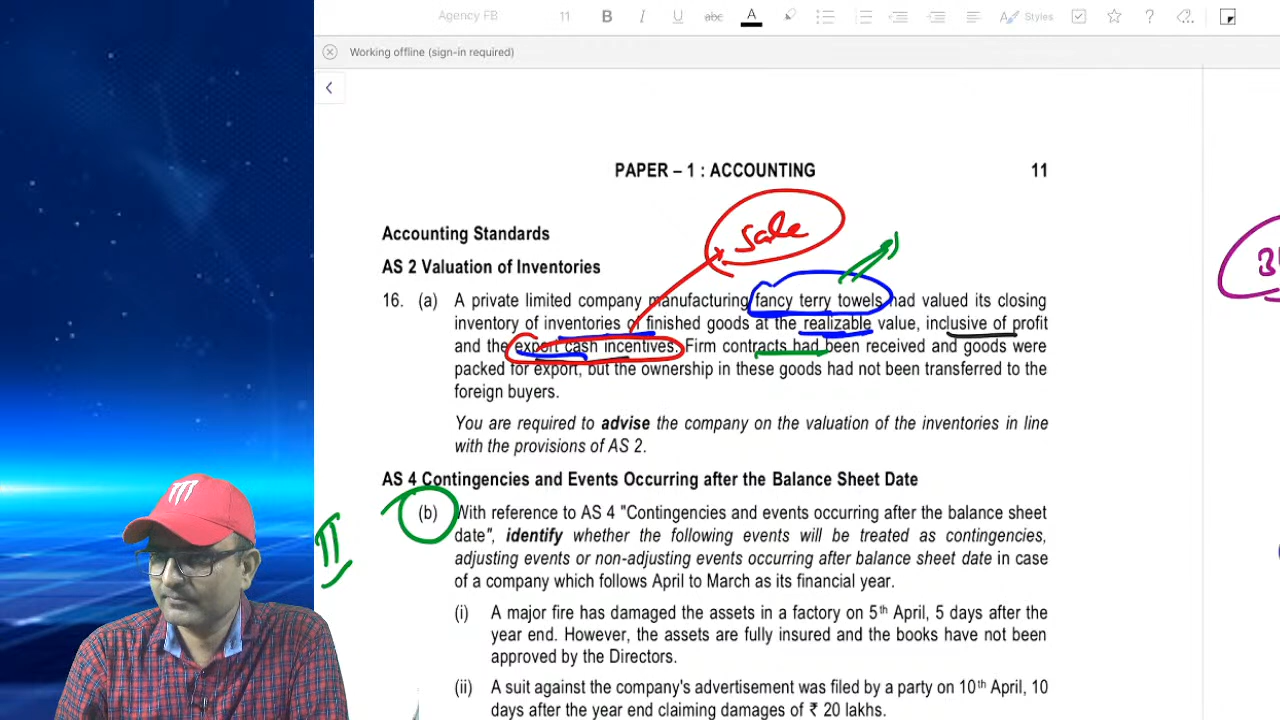 Agency FB 11 B I U abc A Styles ?
Working offline (sign-in required)
PAPER – 1 : ACCOUNTING 11
sale
Accounting Standards
AS 2 Valuation of Inventories
16. (a) A private limited company manufacturing fancy terry towels had valued its closing
inventory of inventories of finished goods at the realizable value, inclusive of profit
and the export cash incentives. Firm contracts had been received and goods were
packed for export, but the ownership in these goods had not been transferred to the
foreign buyers.
You are required to advise the company on the valuation of the inventories in line
with the provisions of AS 2.
AS 4 Contingencies and Events Occurring after the Balance Sheet Date
(b) With reference to AS 4 "Contingencies and events occurring after the balance sheet
date", identify whether the following events will be treated as contingencies,
adjusting events or non-adjusting events occurring after balance sheet date in case
of a company which follows April to March as its financial year.
(i) A major fire has damaged the assets in a factory on 5th April, 5 days after the
year end. However, the assets are fully insured and the books have not been
approved by the Directors.
(ii) A suit against the company's advertisement was filed by a party on 10th April, 10
days after the year end claiming damages of ₹ 20 lakhs.